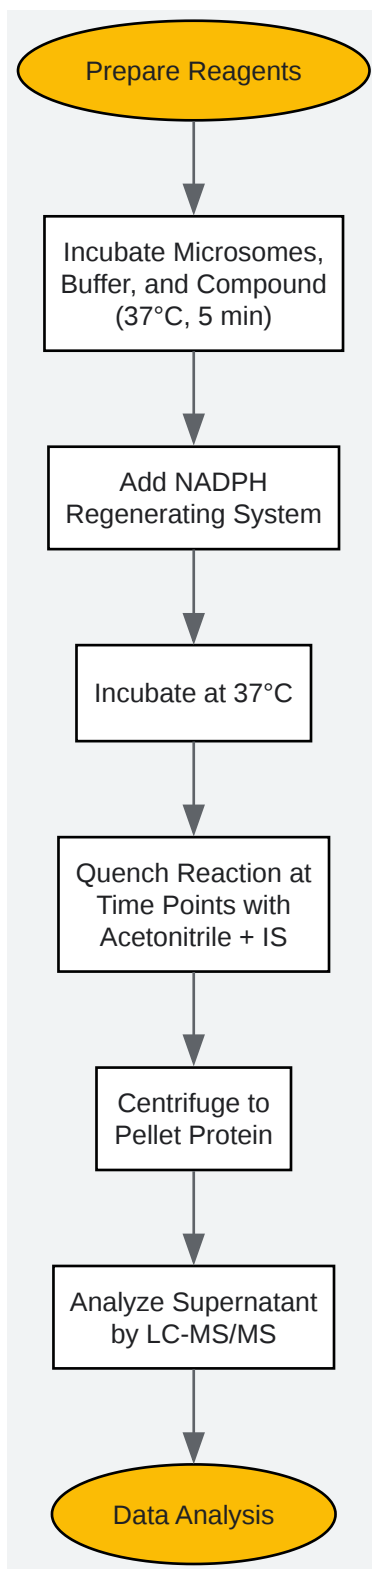 Prepare Reagents
Incubate Microsomes,
Buffer, and Compound
(37°C, 5 min)
Add NADPH
Regenerating System
Incubate at 37°C
Quench Reaction at
Time Points with
Acetonitrile + IS
Centrifuge to
Pellet Protein
Analyze Supernatant
by LC-MS/MS
Data Analysis